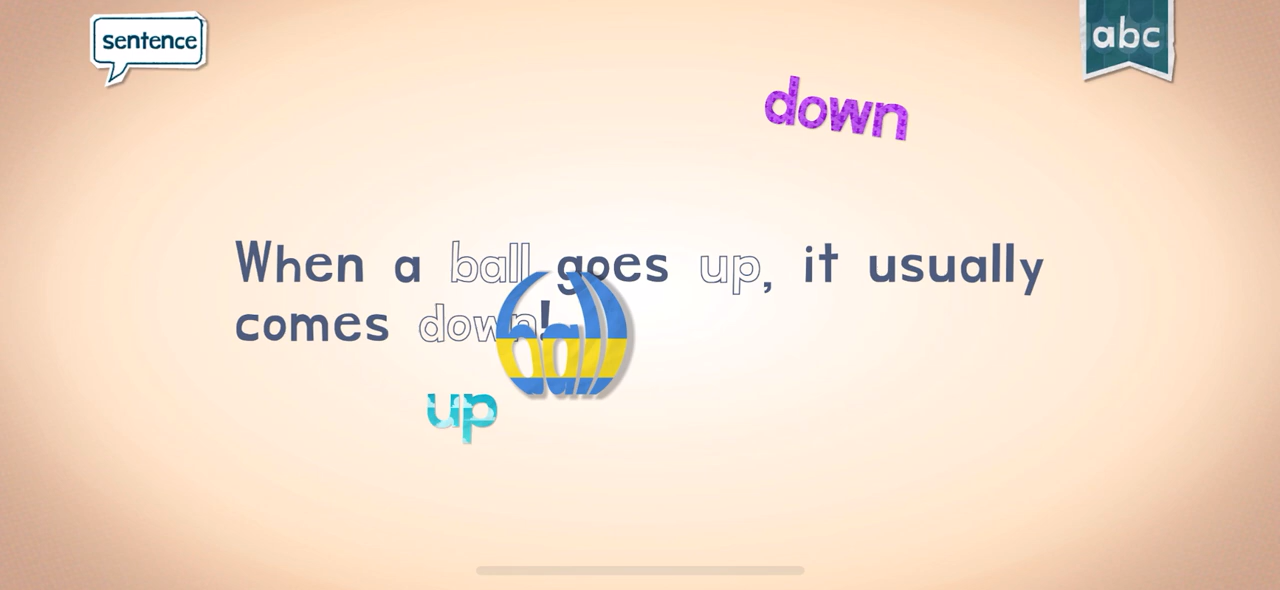 sentence
abc
down
When a ball goes up, it usually
comes down!
ball
up